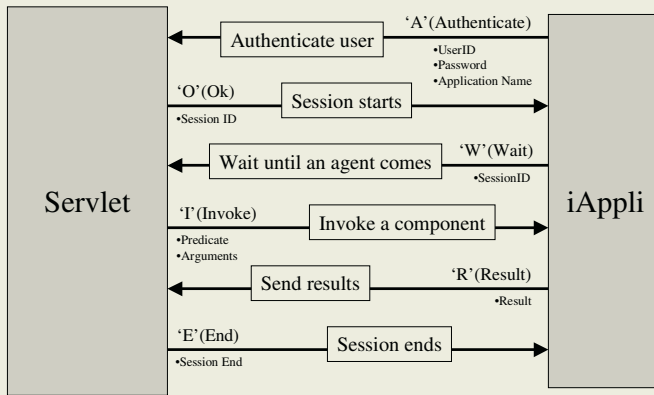 ‘A’(Authenticate)
Authenticate user
•UserID
•Password
•Application Name
‘O’(Ok)
Session starts
•Session ID
‘W’(Wait)
Wait until an agent comes
•SessionID
Servlet
iAppli
‘I’(Invoke)
Invoke a component
•Predicate
•Arguments
‘R’(Result)
Send results
•Result
‘E’(End)
Session ends
•Session End